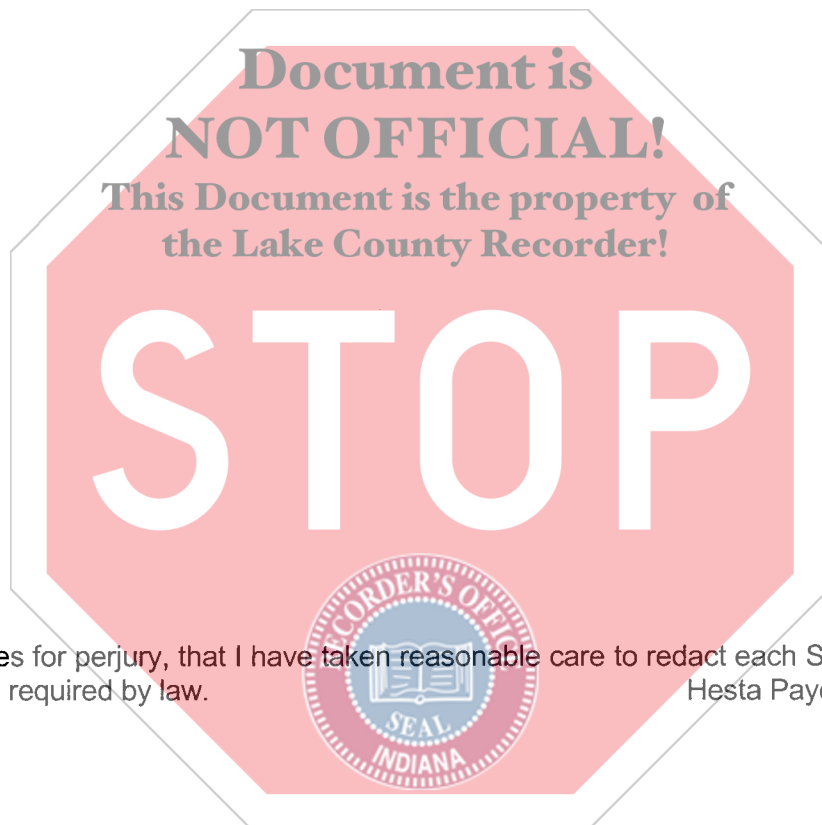 Document is
NOT OFFICIAL!
This Document is the property of
the Lake County Recorder!
STOP
es for perjury, that I have taken reasonable care to redact each S
required by law. Hesta Pay
RECORDER'S OFFICE
SEAL
INDIANA